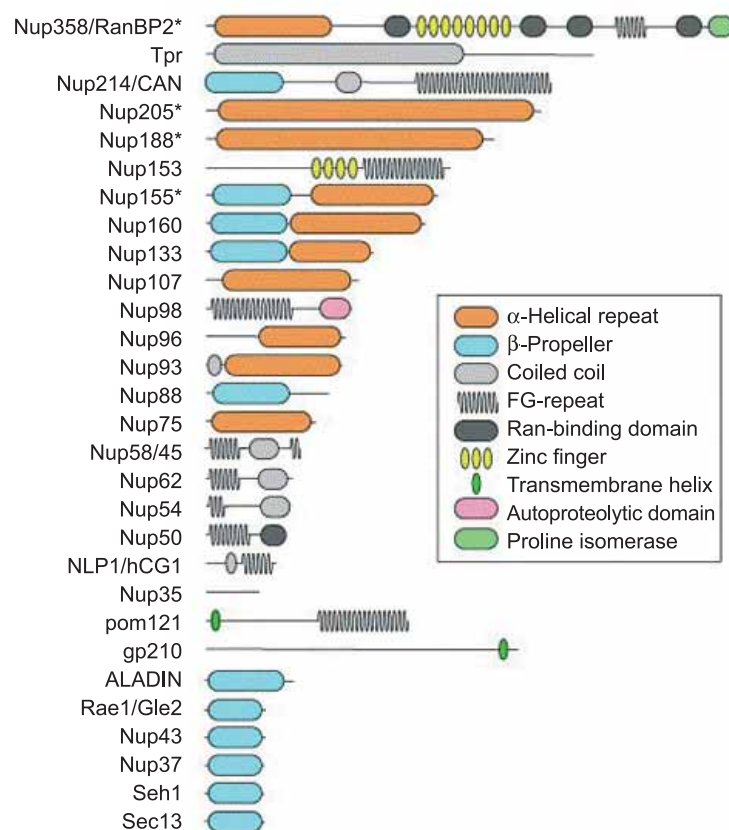 Nup358/RanBP2*
Tpr
Nup214/CAN
Nup205*
Nup188*
Nup153
Nup155*
Nup160
Nup133
Nup107
Nup98
Nup96
Nup93
Nup88
Nup75
Nup58/45
Nup62
Nup54
Nup50
NLP1/hCG1
Nup35
pom121
gp210
ALADIN
Rae1/Gle2
Nup43
Nup37
Seh1
Sec13
α-Helical repeat
β-Propeller
Coiled coil
FG-repeat
Ran-binding domain
Zinc finger
Transmembrane helix
Autoproteolytic domain
Proline isomerase